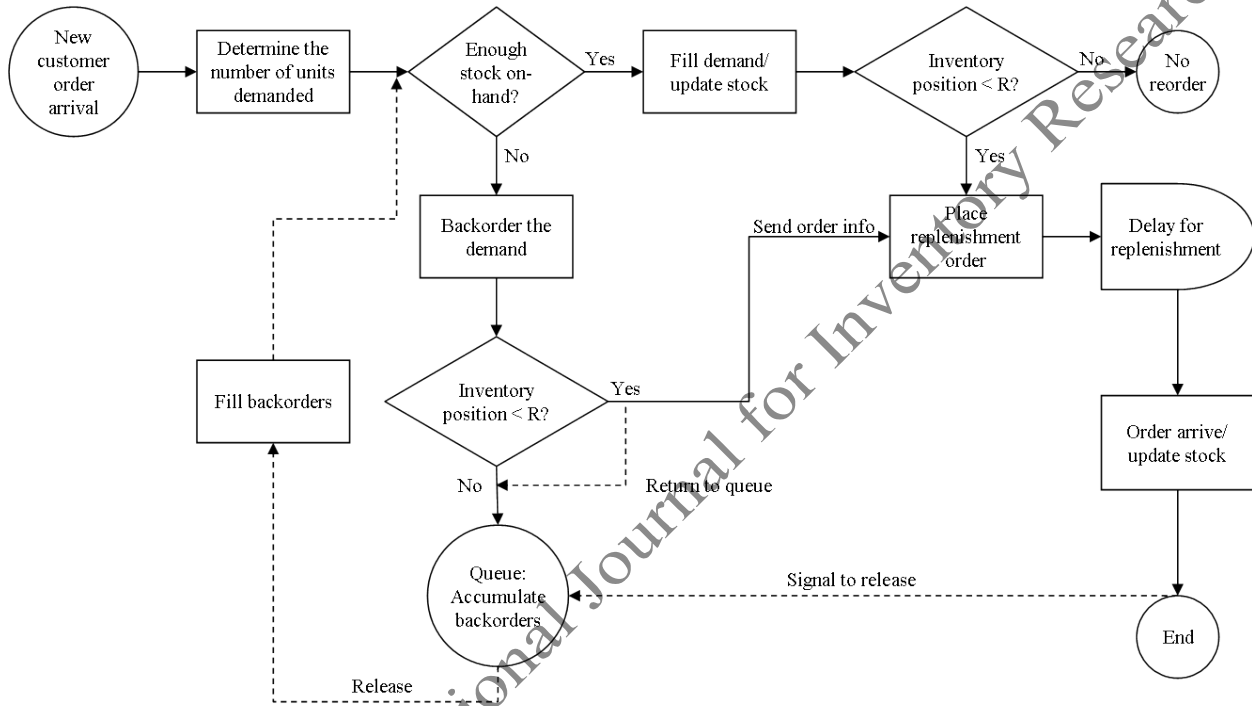 New
customer
order
arrival
Determine the
number of units
demanded
Enough
stock on-
hand?
Yes
Fill demand/
update stock
Inventory
position < R?
No
No
reorder
No
Yes
Backorder the
demand
Send order info
Place
replenishment
order
Delay for
replenishment
Fill backorders
Inventory
position < R?
Yes
Order arrive/
update stock
No
Return to queue
Queue:
Accumulate
backorders
Signal to release
End
Release
Journal for Inventory